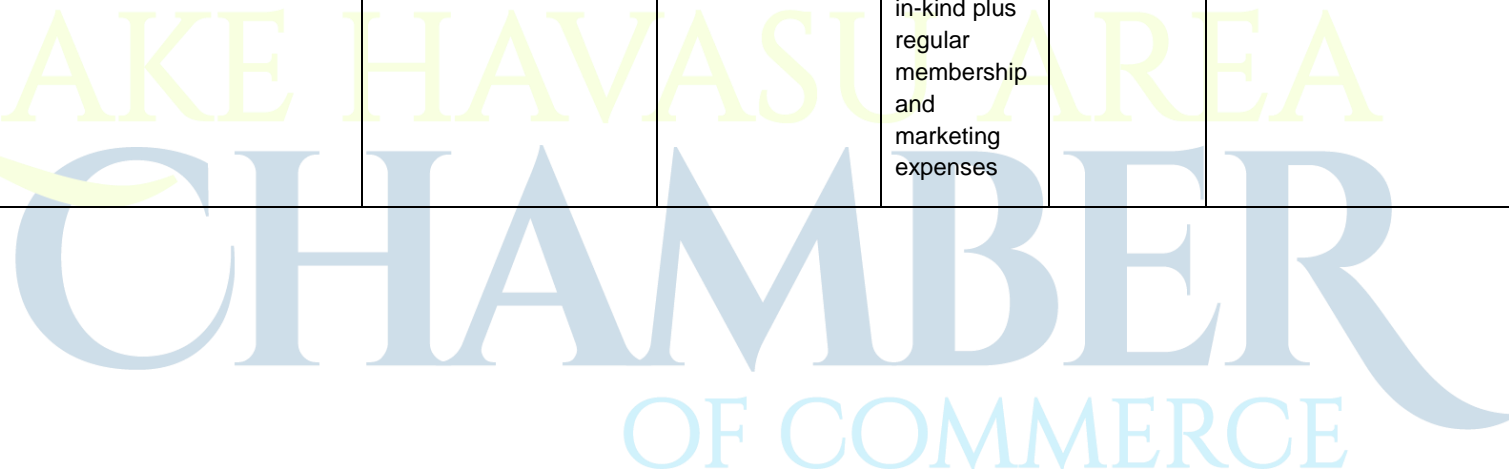 in-kind plus
regular
membership
and
marketing
expenses
AKE HAVASU AREA
CHAMBER
OF COMMERCE